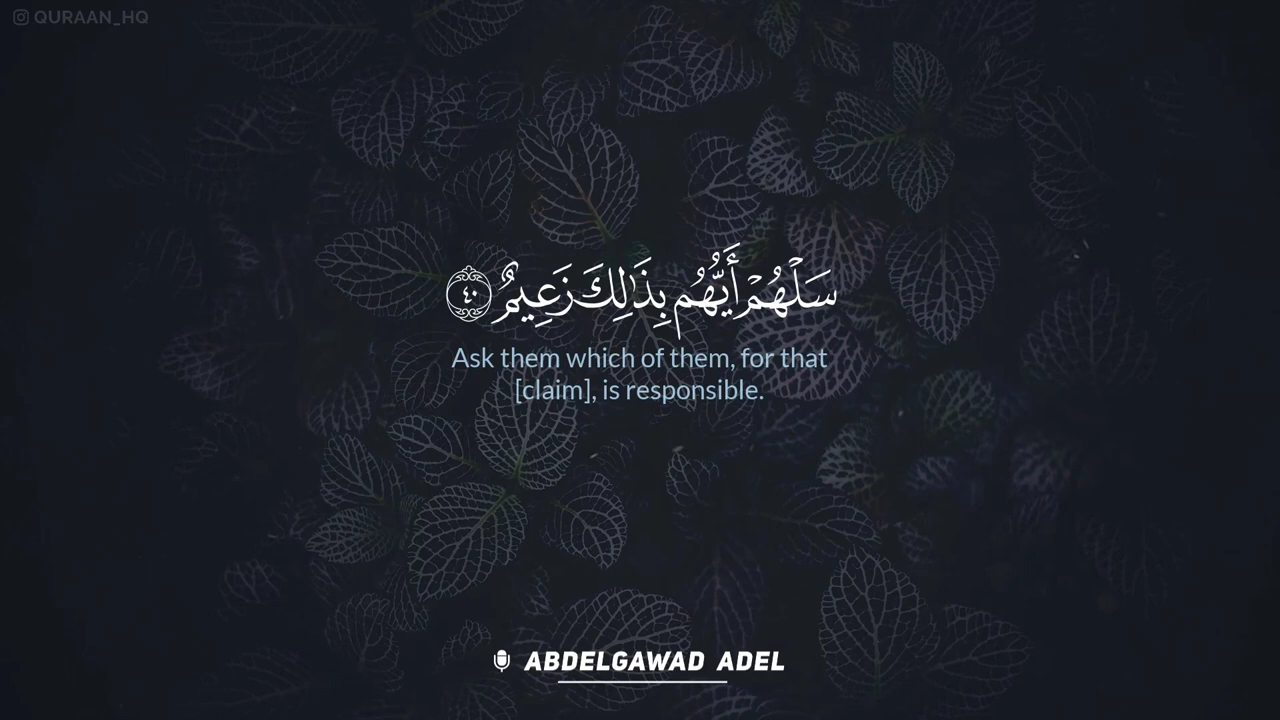 QURAAN_HQ
سَلْهُمْ أَيُّهُم بِذَٰلِكَ زَعِيمٌ ٤٠
Ask them which of them, for that
[claim], is responsible.
ABDELGAWAD ADEL